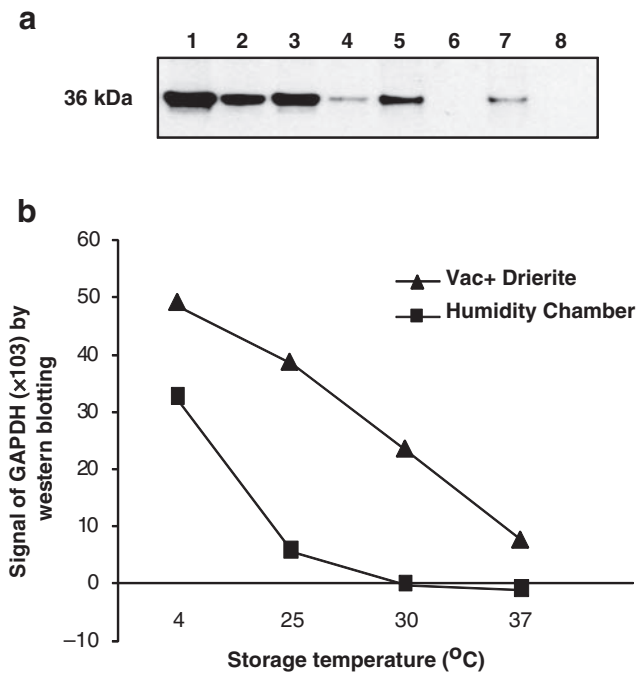 a
1 2 3 4 5 6 7 8
36 kDa
b
60
50
40
30
20
10
0
–10
Signal of GAPDH (×103) by
western blotting
Vac+ Drierite
Humidity Chamber
4 25 30 37
Storage temperature (ºC)